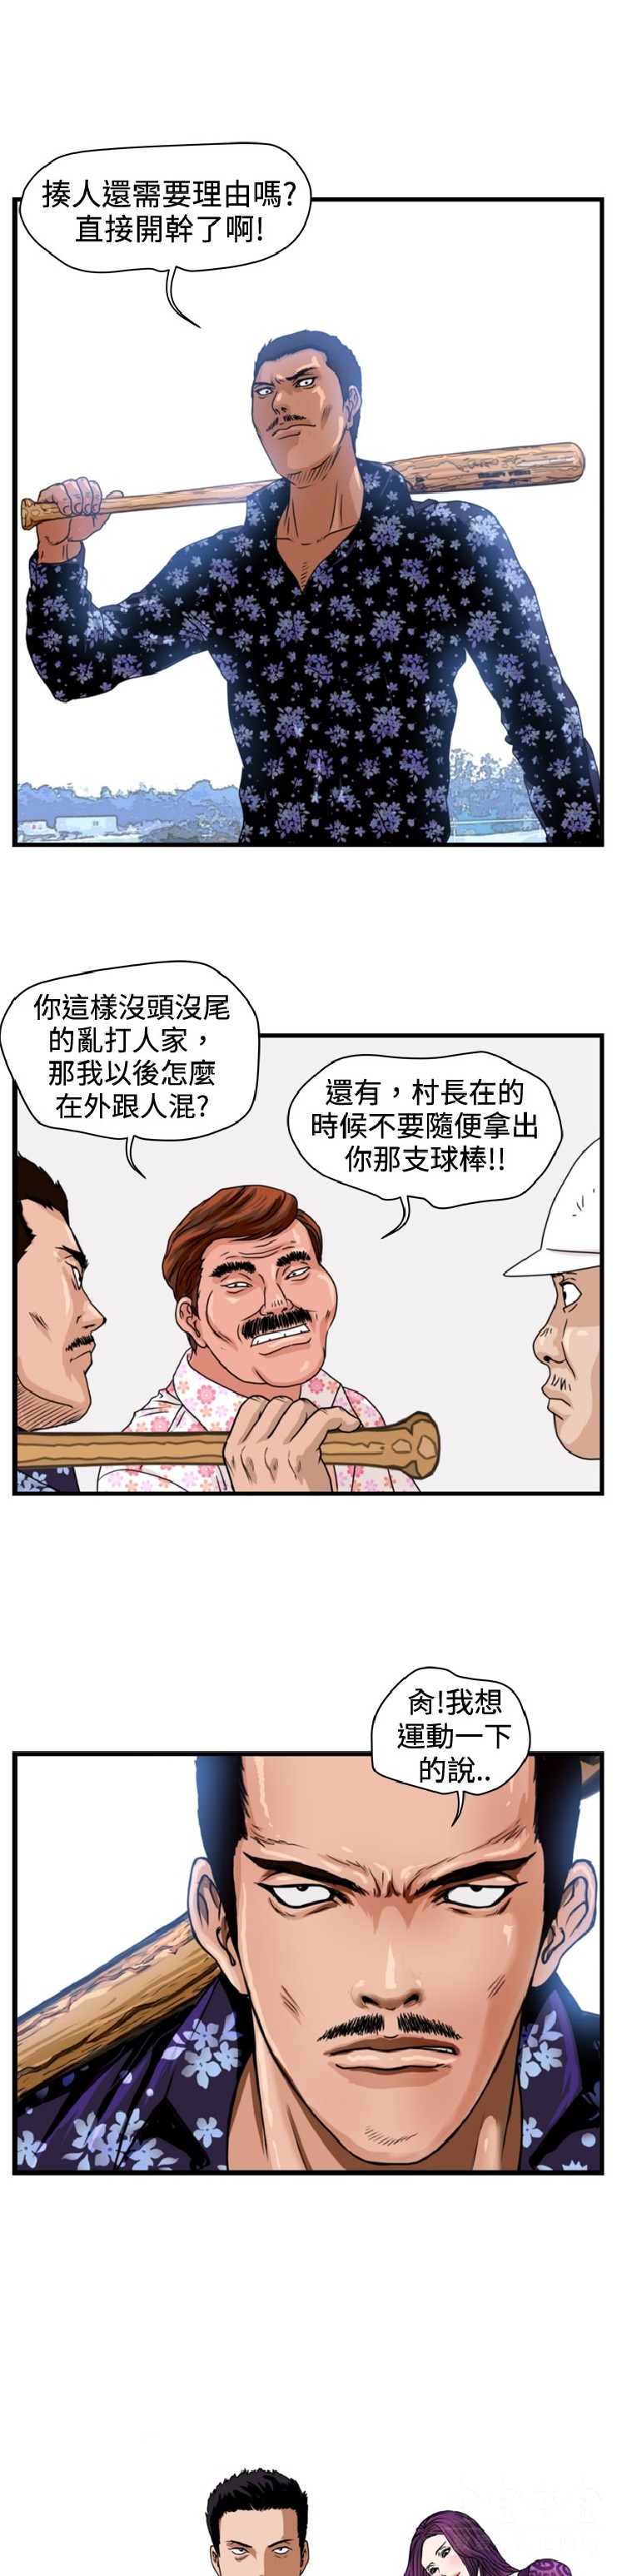 揍人還需要理由嗎?
直接開幹了啊!
你這樣沒頭沒尾
的亂打人家，
那我以後怎麼
在外跟人混?
還有，村長在的
時候不要隨便拿出
你那支球棒!!
肏!我想
運動一下
的說..